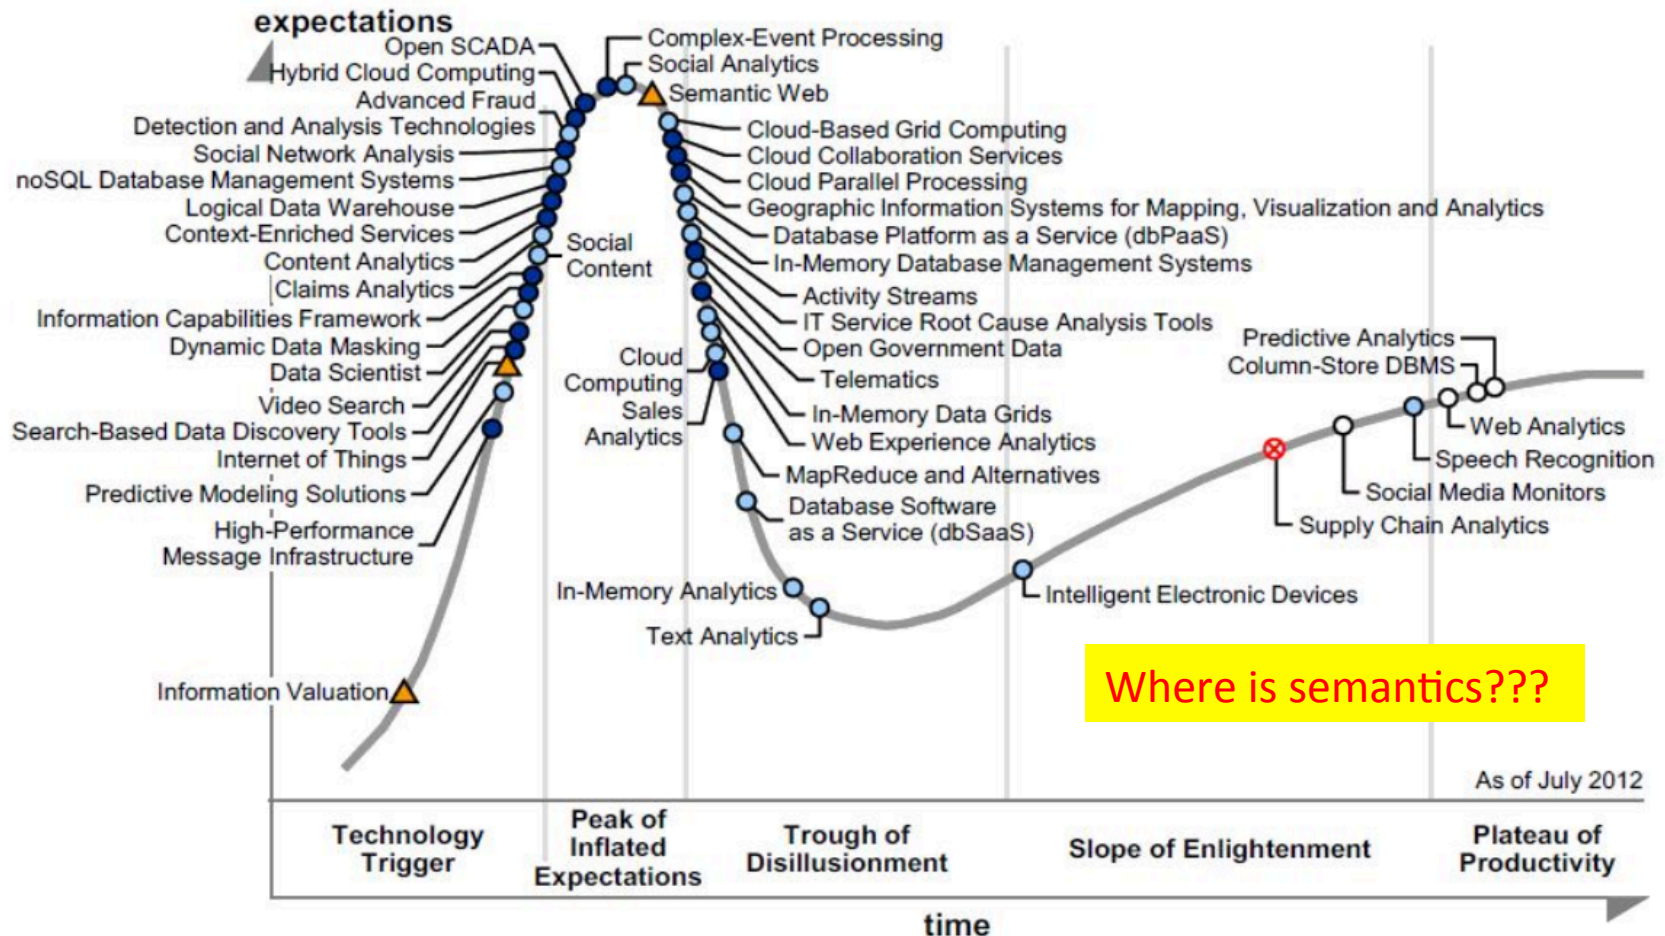 expectations
Open SCADA
Hybrid Cloud Computing
Advanced Fraud
Detection and Analysis Technologies
Social Network Analysis
noSQL Database Management Systems
Logical Data Warehouse
Context-Enriched Services
Content Analytics
Claims Analytics
Information Capabilities Framework
Dynamic Data Masking
Data Scientist
Video Search
Search-Based Data Discovery Tools
Internet of Things
Predictive Modeling Solutions
High-Performance
Message Infrastructure
Information Valuation
Social
Content
Complex-Event Processing
Social Analytics
Semantic Web
Cloud-Based Grid Computing
Cloud Collaboration Services
Cloud Parallel Processing
Geographic Information Systems for Mapping, Visualization and Analytics
Database Platform as a Service (dbPaaS)
In-Memory Database Management Systems
Activity Streams
IT Service Root Cause Analysis Tools
Open Government Data
Telematics
In-Memory Data Grids
Web Experience Analytics
Cloud
Computing
Sales
Analytics
MapReduce and Alternatives
Database Software
as a Service (dbSaaS)
In-Memory Analytics
Text Analytics
Intelligent Electronic Devices
Predictive Analytics
Column-Store DBMS
Web Analytics
Speech Recognition
Social Media Monitors
Supply Chain Analytics
Where is semantics???
As of July 2012
Technology
Trigger
Peak of
Inflated
Expectations
Trough of
Disillusionment
Slope of Enlightenment
Plateau of
Productivity
time